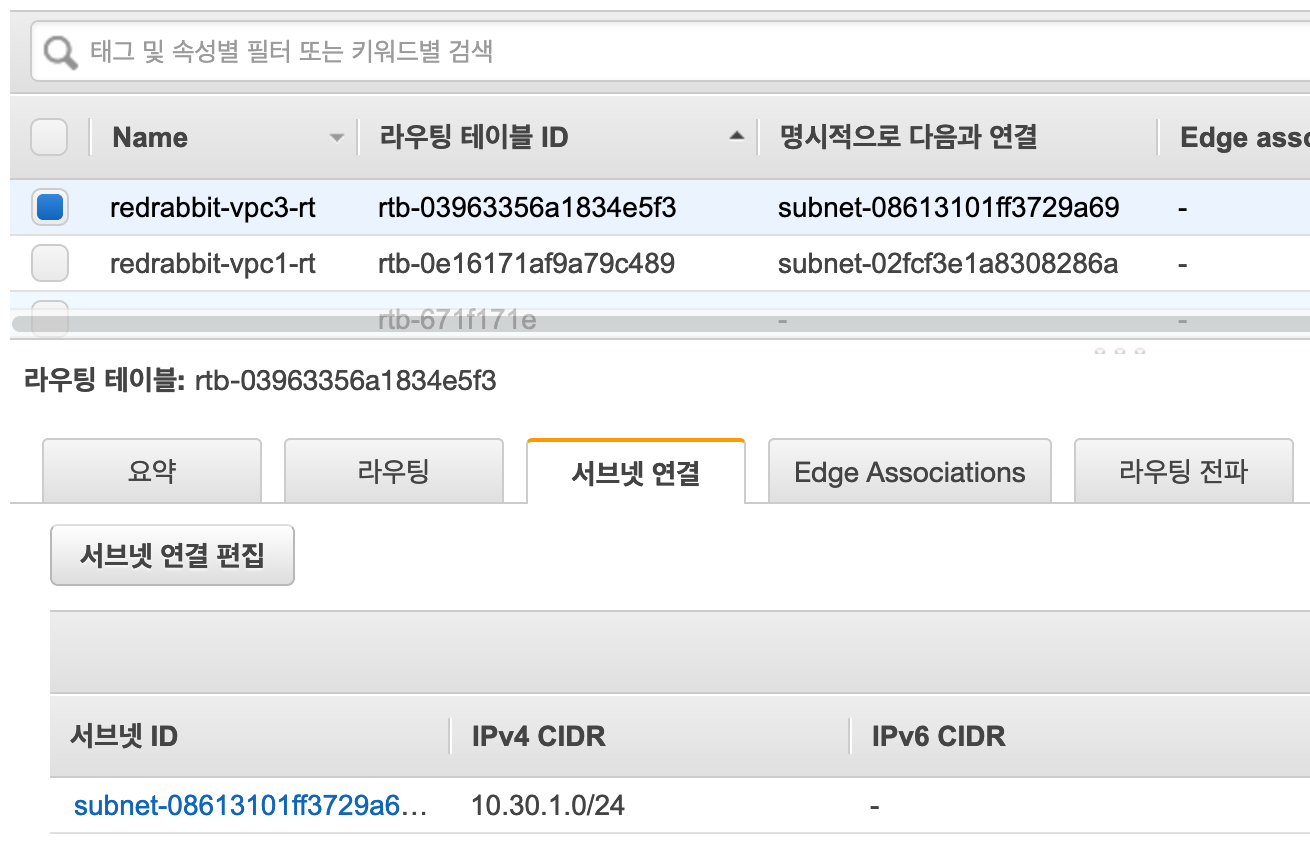 태그 및 속성별 필터 또는 키워드별 검색
Name 라우팅 테이블 ID 명시적으로 다음과 연결 Edge asso
redrabbit-vpc3-rt rtb-03963356a1834e5f3 subnet-08613101ff3729a69 -
redrabbit-vpc1-rt rtb-0e16171af9a79c489 subnet-02fcf3e1a8308286a -
rtb-671f171e - -
라우팅 테이블: rtb-03963356a1834e5f3
요약 라우팅 서브넷 연결 Edge Associations 라우팅 전파
서브넷 연결 편집
서브넷 ID IPv4 CIDR IPv6 CIDR
subnet-08613101ff3729a6… 10.30.1.0/24 -